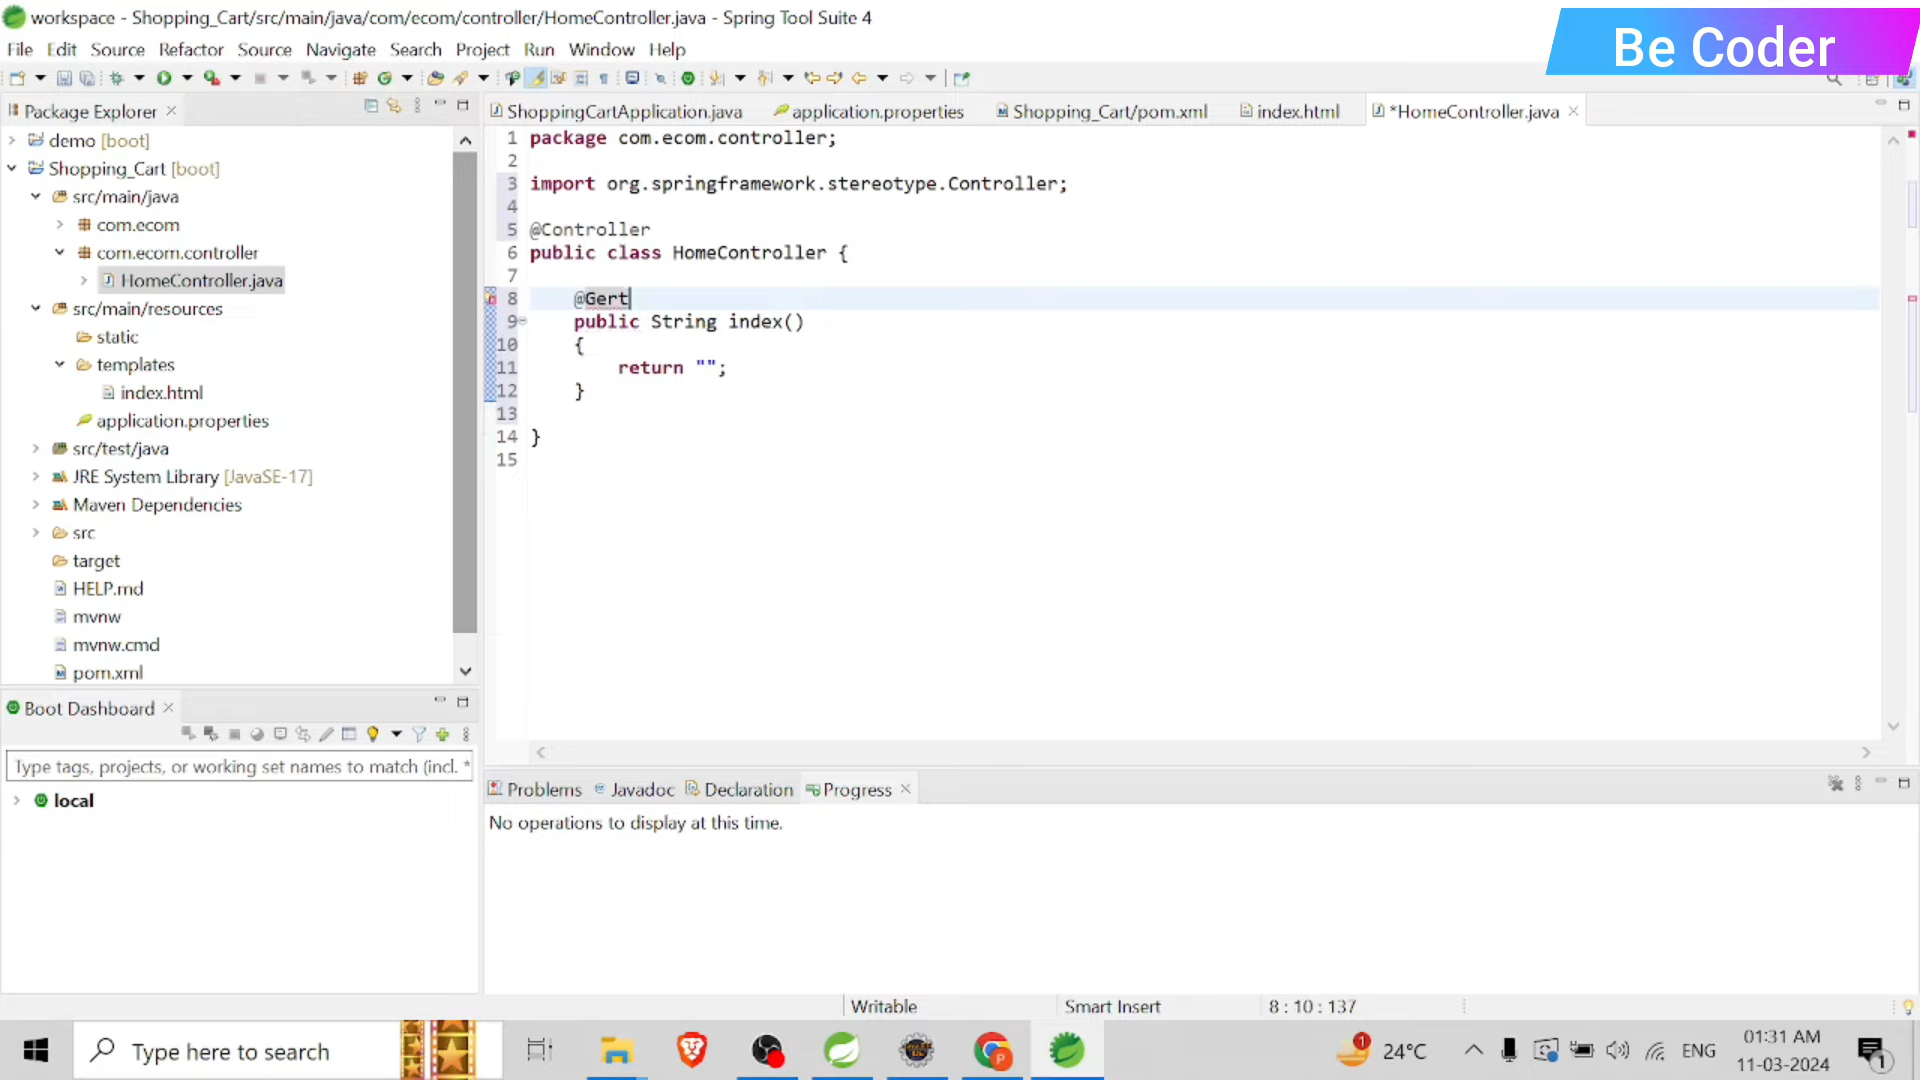 workspace - Shopping_Cart/src/main/java/com/ecom/controller/HomeController.java - Spring Tool Suite 4
Be Coder
File Edit Source Refactor Source Navigate Search Project Run Window Help
Package Explorer
demo [boot]
Shopping_Cart [boot]
src/main/java
com.ecom
com.ecom.controller
HomeController.java
src/main/resources
static
templates
index.html
application.properties
src/test/java
JRE System Library [JavaSE-17]
Maven Dependencies
src
target
HELP.md
mvnw
mvnw.cmd
pom.xml
ShoppingCartApplication.java application.properties Shopping_Cart/pom.xml index.html *HomeController.java
1 package com.ecom.controller;
2
3 import org.springframework.stereotype.Controller;
4
5 @Controller
6 public class HomeController {
7
8 @Gert
9 public String index()
10 {
11 return "";
12 }
13
14 }
15
Boot Dashboard
Type tags, projects, or working set names to match (incl. *
local
Problems Javadoc Declaration Progress
No operations to display at this time.
Writable Smart Insert 8 : 10 : 137
Type here to search
1
24°C
ENG
01:31 AM
11-03-2024
1